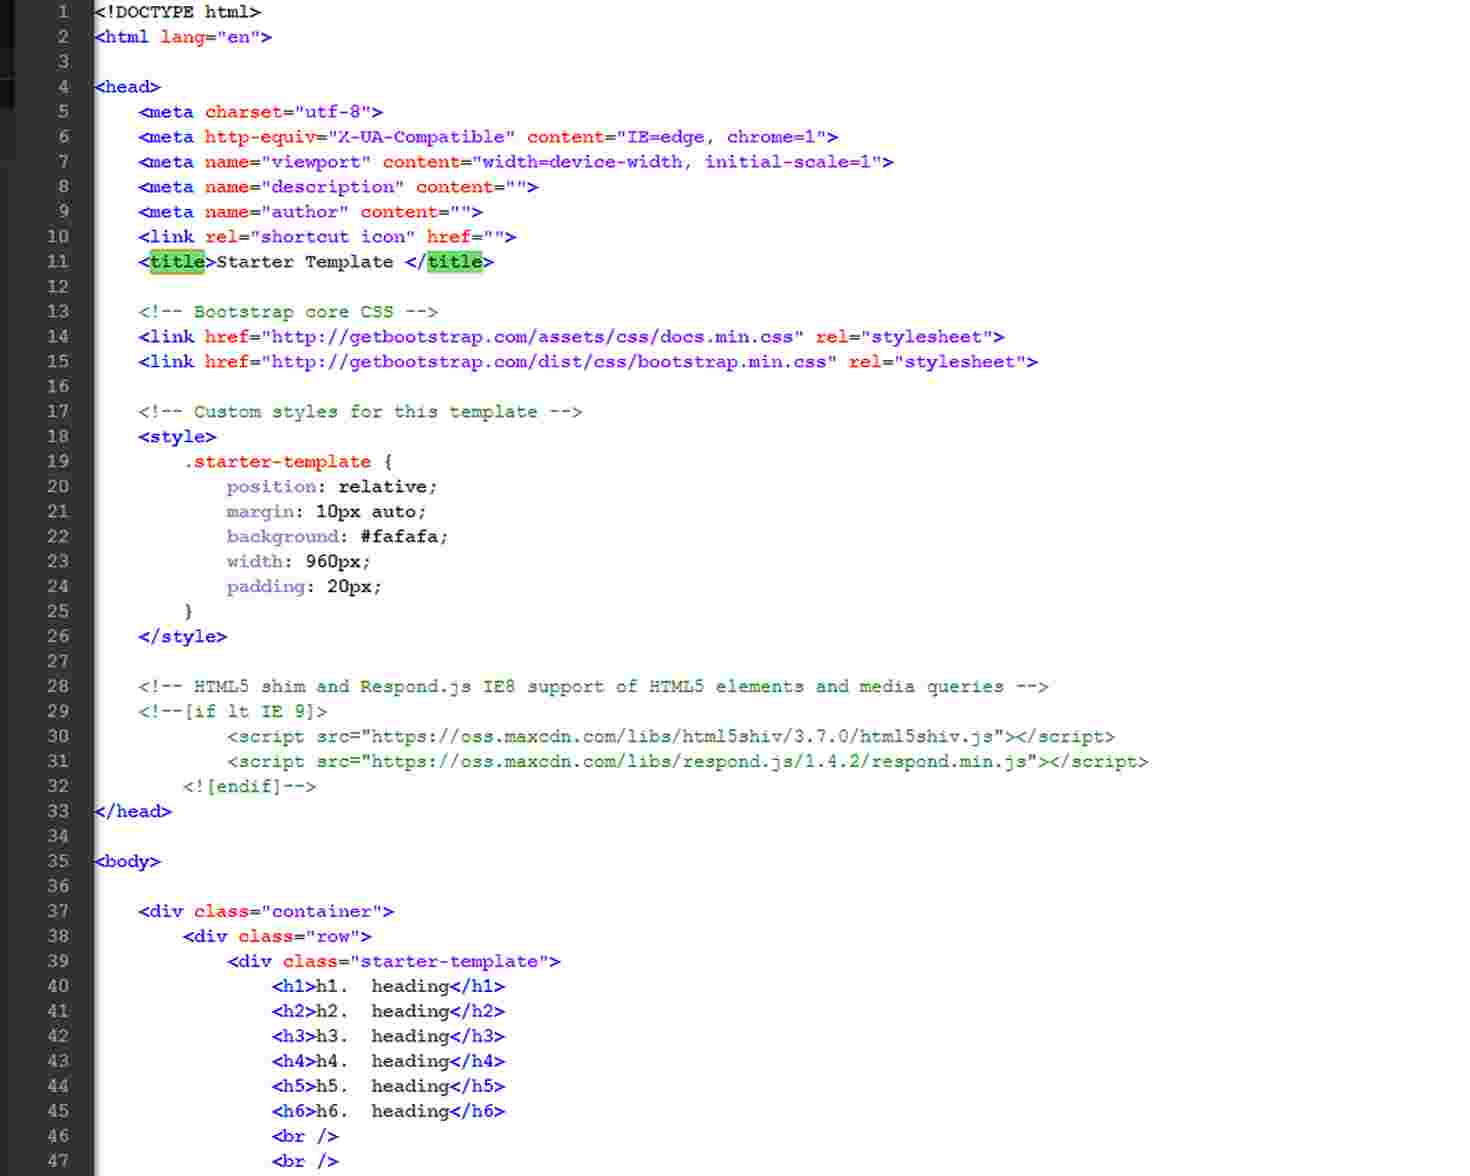 1 <!DOCTYPE html>
2 <html lang="en">
3
4 <head>
5     <meta charset="utf-8">
6     <meta http-equiv="X-UA-Compatible" content="IE=edge, chrome=1">
7     <meta name="viewport" content="width=device-width, initial-scale=1">
8     <meta name="description" content="">
9     <meta name="author" content="">
10     <link rel="shortcut icon" href="">
11     <title>Starter Template </title>
12
13     <!-- Bootstrap core CSS -->
14     <link href="http://getbootstrap.com/assets/css/docs.min.css" rel="stylesheet">
15     <link href="http://getbootstrap.com/dist/css/bootstrap.min.css" rel="stylesheet">
16
17     <!-- Custom styles for this template -->
18     <style>
19         .starter-template {
20             position: relative;
21             margin: 10px auto;
22             background: #fafafa;
23             width: 960px;
24             padding: 20px;
25         }
26     </style>
27
28     <!-- HTML5 shim and Respond.js IE8 support of HTML5 elements and media queries -->
29     <!--[if lt IE 9]>
30             <script src="https://oss.maxcdn.com/libs/html5shiv/3.7.0/html5shiv.js"></script>
31             <script src="https://oss.maxcdn.com/libs/respond.js/1.4.2/respond.min.js"></script>
32         <![endif]-->
33 </head>
34
35 <body>
36
37     <div class="container">
38         <div class="row">
39             <div class="starter-template">
40                 <h1>h1.  heading</h1>
41                 <h2>h2.  heading</h2>
42                 <h3>h3.  heading</h3>
43                 <h4>h4.  heading</h4>
44                 <h5>h5.  heading</h5>
45                 <h6>h6.  heading</h6>
46                 <br />
47                 <br />